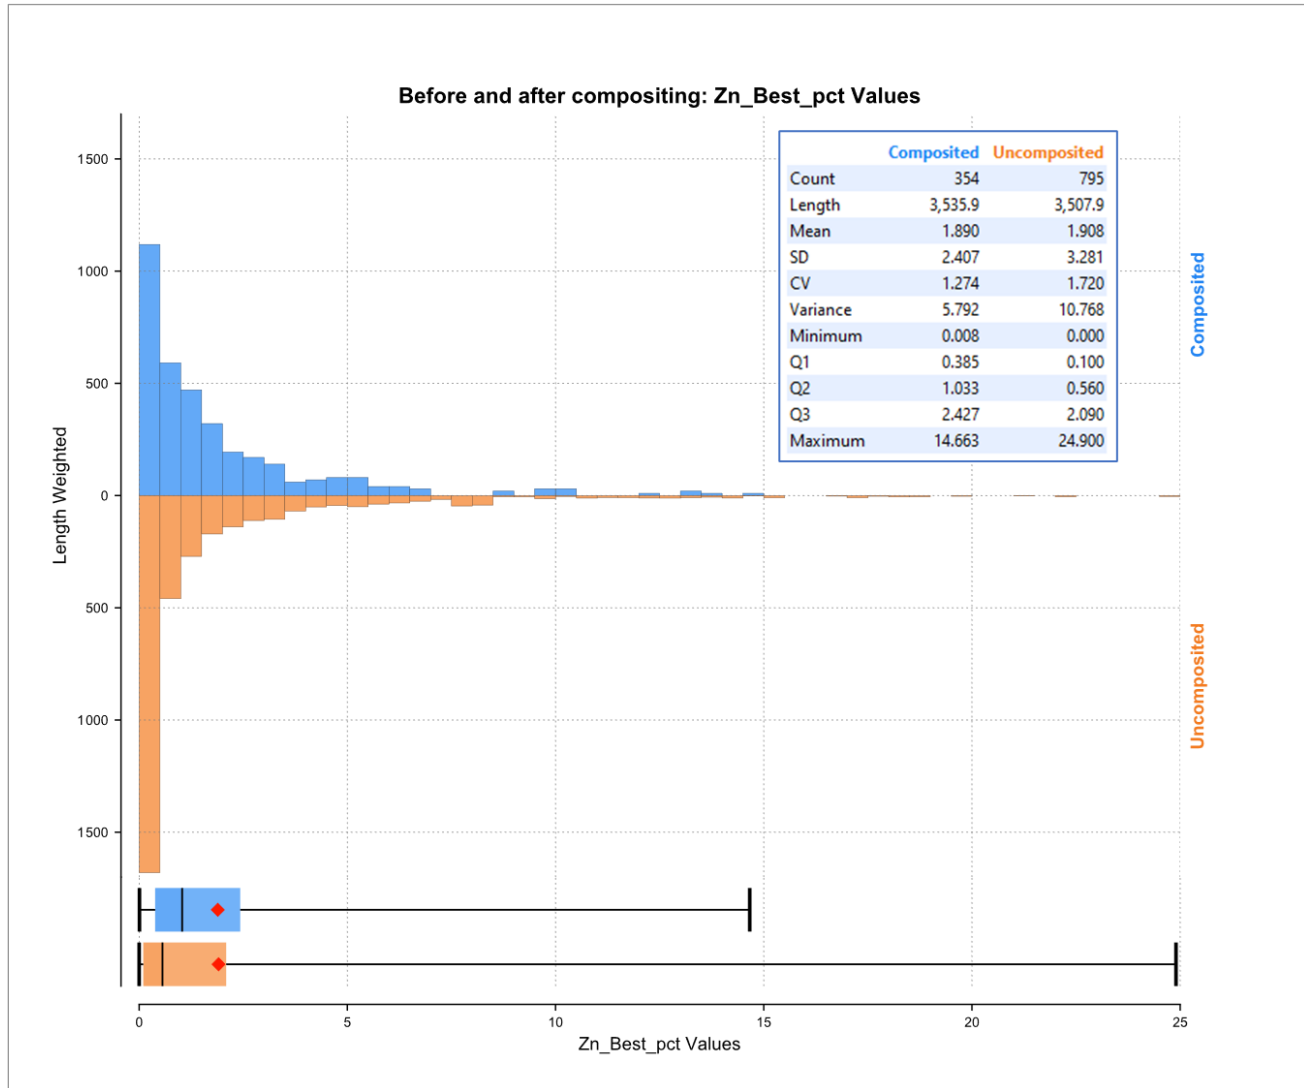 Before and after compositing: Zn_Best_pct Values
Composited Uncomposited
Count 354 795
Length 3,535.9 3,507.9
Mean 1.890 1.908
SD 2.407 3.281
CV 1.274 1.720
Variance 5.792 10.768
Minimum 0.008 0.000
Q1 0.385 0.100
Q2 1.033 0.560
Q3 2.427 2.090
Maximum 14.663 24.900
1500
1000
500
0
500
1000
1500
Length Weighted
Composited
Uncomposited
0 5 10 15 20 25
Zn_Best_pct Values